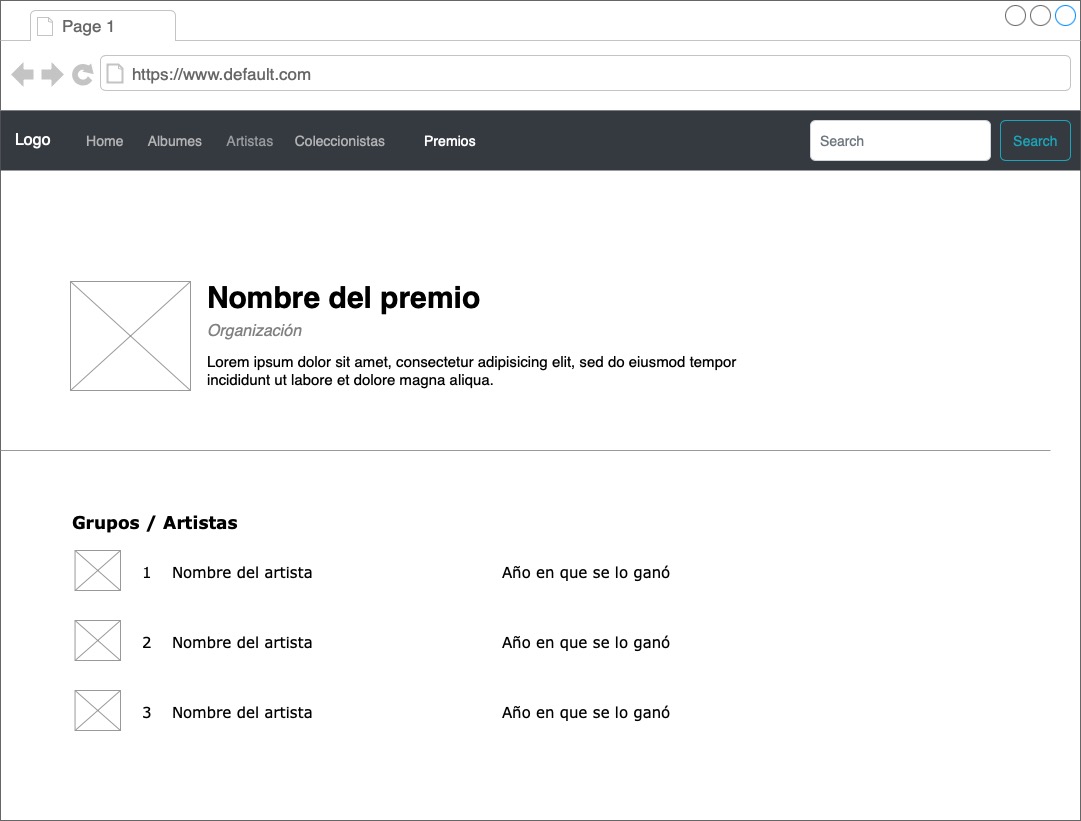 Page 1
https://www.default.com
Logo Home Albumes Artistas Coleccionistas Premios Search Search
Nombre del premio
Organización
Lorem ipsum dolor sit amet, consectetur adipisicing elit, sed do eiusmod tempor
incididunt ut labore et dolore magna aliqua.
Grupos / Artistas
1 Nombre del artista Año en que se lo ganó
2 Nombre del artista Año en que se lo ganó
3 Nombre del artista Año en que se lo ganó